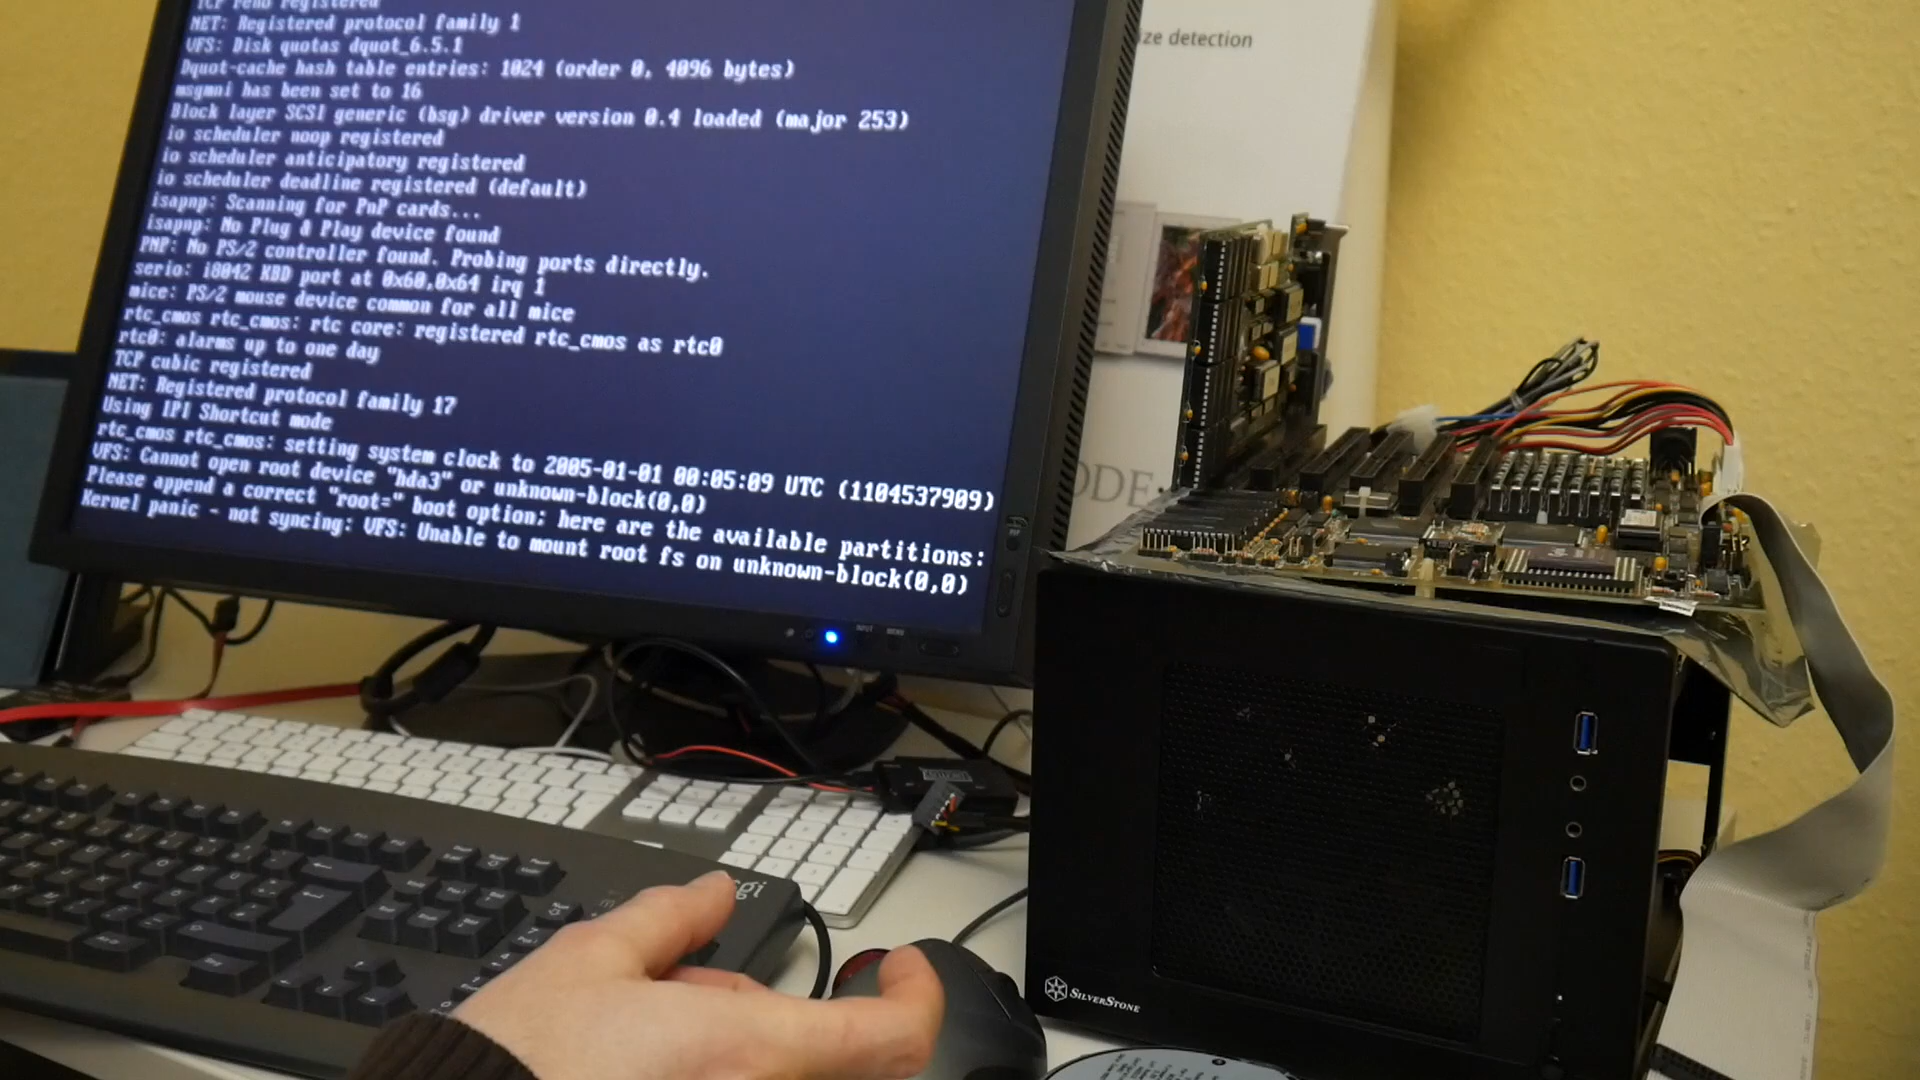 TCP reno registered
NET: Registered protocol family 1
VFS: Disk quotas dquot_6.5.1
Dquot-cache hash table entries: 1024 (order 0, 4096 bytes)
msgmni has been set to 16
Block layer SCSI generic (bsg) driver version 0.4 loaded (major 253)
io scheduler noop registered
io scheduler anticipatory registered
io scheduler deadline registered (default)
isapnp: Scanning for PnP cards...
isapnp: No Plug & Play device found
PNP: No PS/2 controller found. Probing ports directly.
serio: i8042 KBD port at 0x60,0x64 irq 1
mice: PS/2 mouse device common for all mice
rtc_cmos rtc_cmos: rtc core: registered rtc_cmos as rtc0
rtc0: alarms up to one day
TCP cubic registered
NET: Registered protocol family 17
Using IPI Shortcut mode
rtc_cmos rtc_cmos: setting system clock to 2005-01-01 00:05:09 UTC (1104537909)
VFS: Cannot open root device "hda3" or unknown-block(0,0)
Please append a correct "root=" boot option; here are the available partitions:
Kernel panic - not syncing: VFS: Unable to mount root fs on unknown-block(0,0)
ze detection
ODE
INPUT
MENU
gi
SILVERSTONE